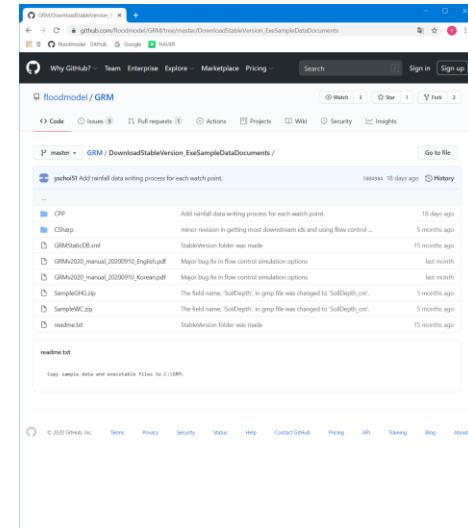 GRM/DownloadStableVersion_E
github.com/floodmodel/GRM/tree/master/DownloadStableVersion_ExeSampleDataDocuments
floodmodel · GitHub
Google
NAVER
Why GitHub?
Team
Enterprise
Explore
Marketplace
Pricing
Search
Sign in
Sign up
floodmodel / GRM
Watch 3
Star 1
Fork 2
Code
Issues 5
Pull requests 1
Actions
Projects
Wiki
Security
Insights
master
GRM / DownloadStableVersion_ExeSampleDataDocuments /
Go to file
yschoi51 Add rainfall data writing process for each watch point.
18 days ago
History
..
CPP
Add rainfall data writing process for each watch point.
18 days ago
CSharp
minor revision in getting most downstream ids and using flow control ...
5 months ago
GRMStaticDB.xml
StableVersion folder was made
15 months ago
GRMv2020_manual_20200910_English.pdf
Major bug fix in flow control simulation options
last month
GRMv2020_manual_20200910_Korean.pdf
Major bug fix in flow control simulation options
last month
SampleGHG.zip
The field name, 'SoilDepth', in gmp file was changed to 'SoilDepth_cm'.
5 months ago
SampleWC.zip
The field name, 'SoilDepth', in gmp file was changed to 'SoilDepth_cm'.
5 months ago
readme.txt
StableVersion folder was made
15 months ago
readme.txt
Copy sample data and executable files to C:\GRM.
© 2020 GitHub, Inc.
Terms
Privacy
Security
Status
Help
Contact GitHub
Pricing
API
Training
Blog
About